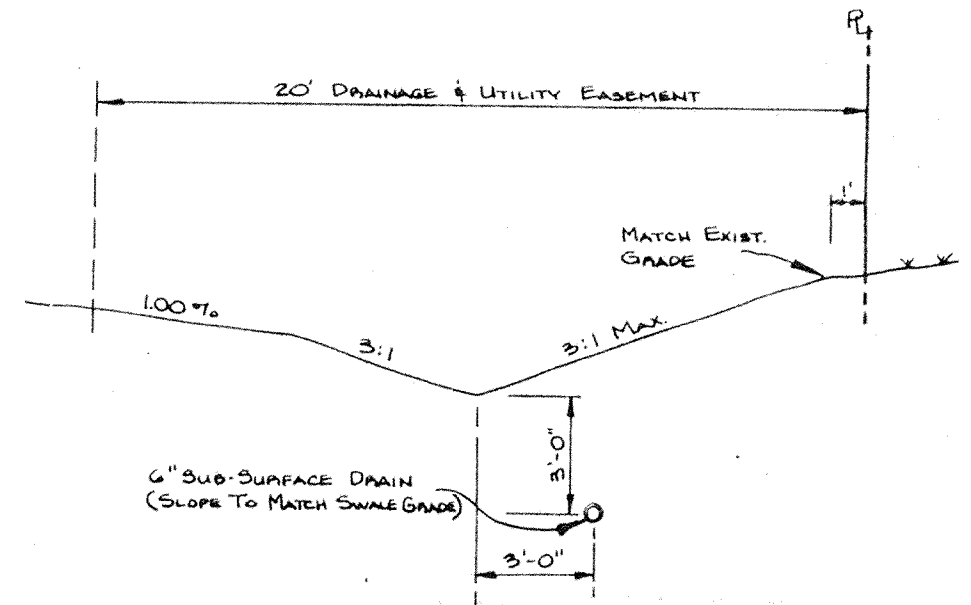 PL
20' DRAINAGE & UTILITY EASEMENT
1'
MATCH EXIST.
GRADE
1.00 %
3:1
3:1 MAX.
3'-0"
6" SUB-SURFACE DRAIN
(SLOPE TO MATCH SWALE GRADE)
3'-0"